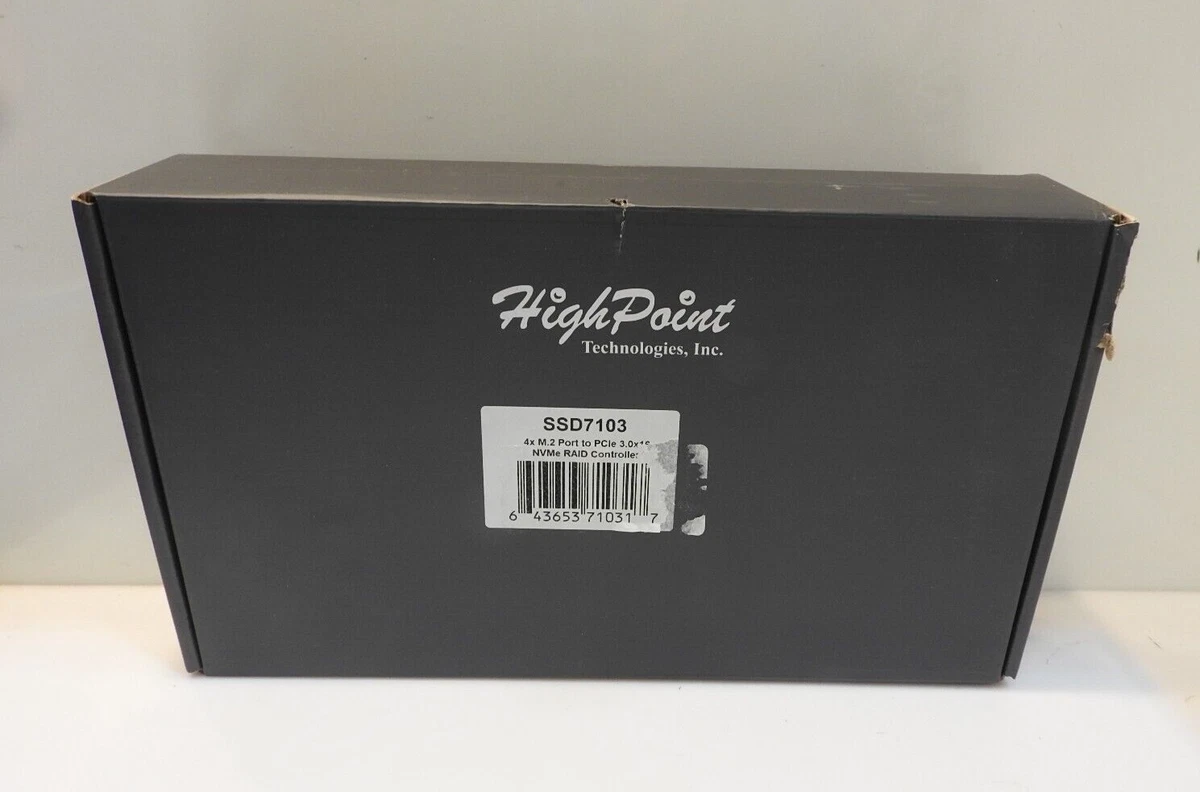 HighPoint
Technologies, Inc.
SSD7103
4x M.2 Port to PCIe 3.0x16
NVMe RAID Controller
6 43653 71031 7